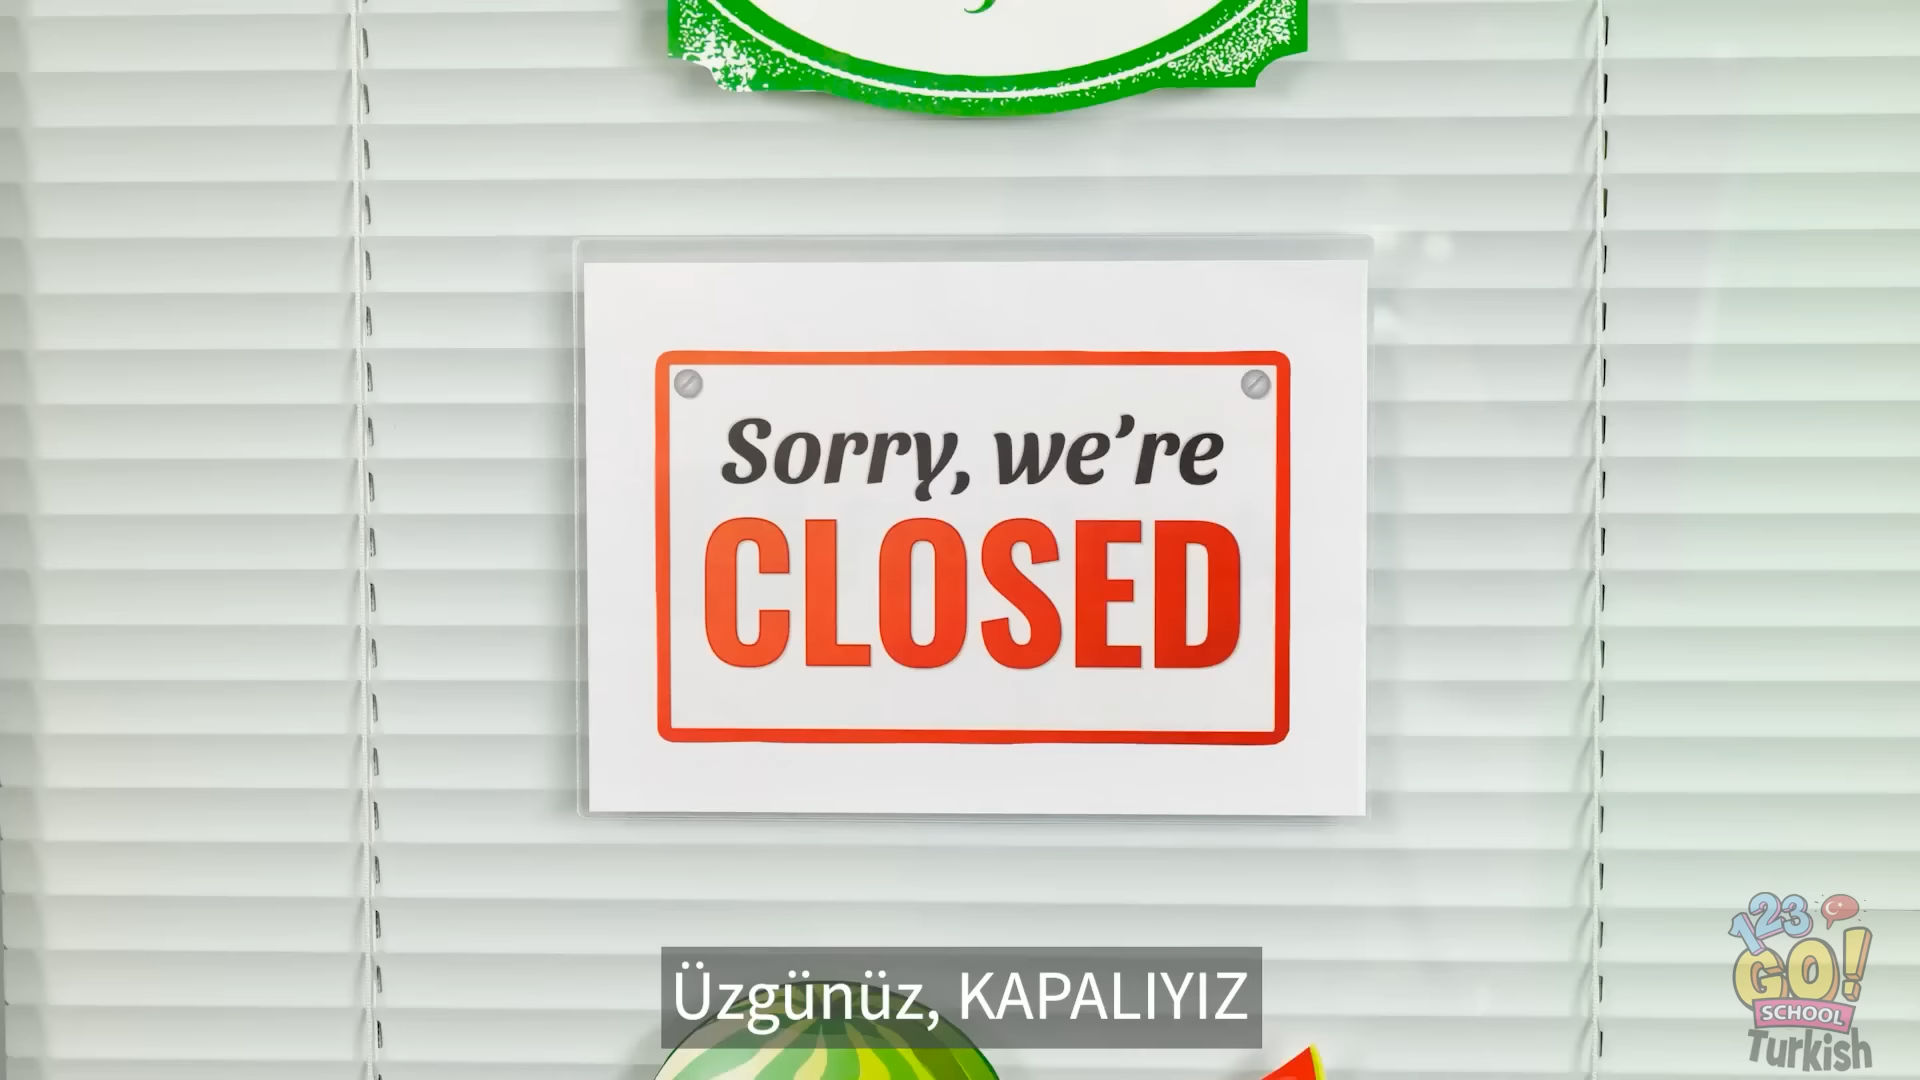 Sorry, we're
CLOSED
Üzgünüz, KAPALIYIZ
123
GO!
SCHOOL
Turkish